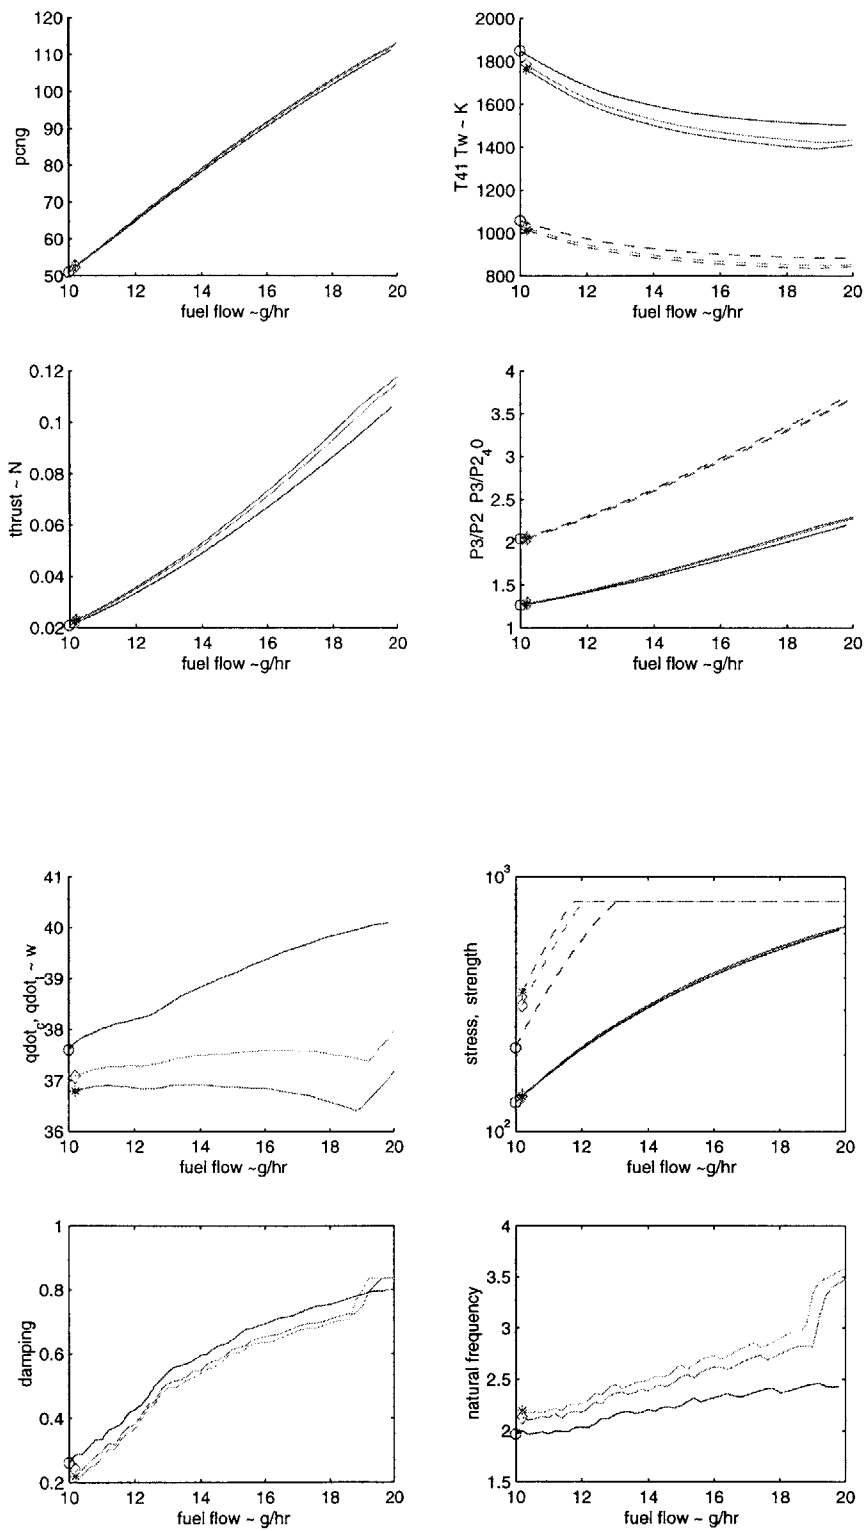 120
110
100
90
80
70
60
50
pcng
10 12 14 16 18 20
fuel flow ~g/hr
2000
1800
1600
1400
1200
1000
800
T41 Tw ~ K
10 12 14 16 18 20
fuel flow ~g/hr
0.12
0.1
0.08
0.06
0.04
0.02
thrust ~ N
10 12 14 16 18 20
fuel flow ~g/hr
4
3.5
3
2.5
2
1.5
1
P3/P2 P3/P2_40
10 12 14 16 18 20
fuel flow ~g/hr
41
40
39
38
37
36
qdot_c, qdot_i ~ w
10 12 14 16 18 20
fuel flow ~g/hr
10^3
10^2
stress, strength
10 12 14 16 18 20
fuel flow ~g/hr
1
0.8
0.6
0.4
0.2
damping
10 12 14 16 18 20
fuel flow ~ g/hr
4
3.5
3
2.5
2
1.5
natural frequency
10 12 14 16 18 20
fuel flow ~ g/hr